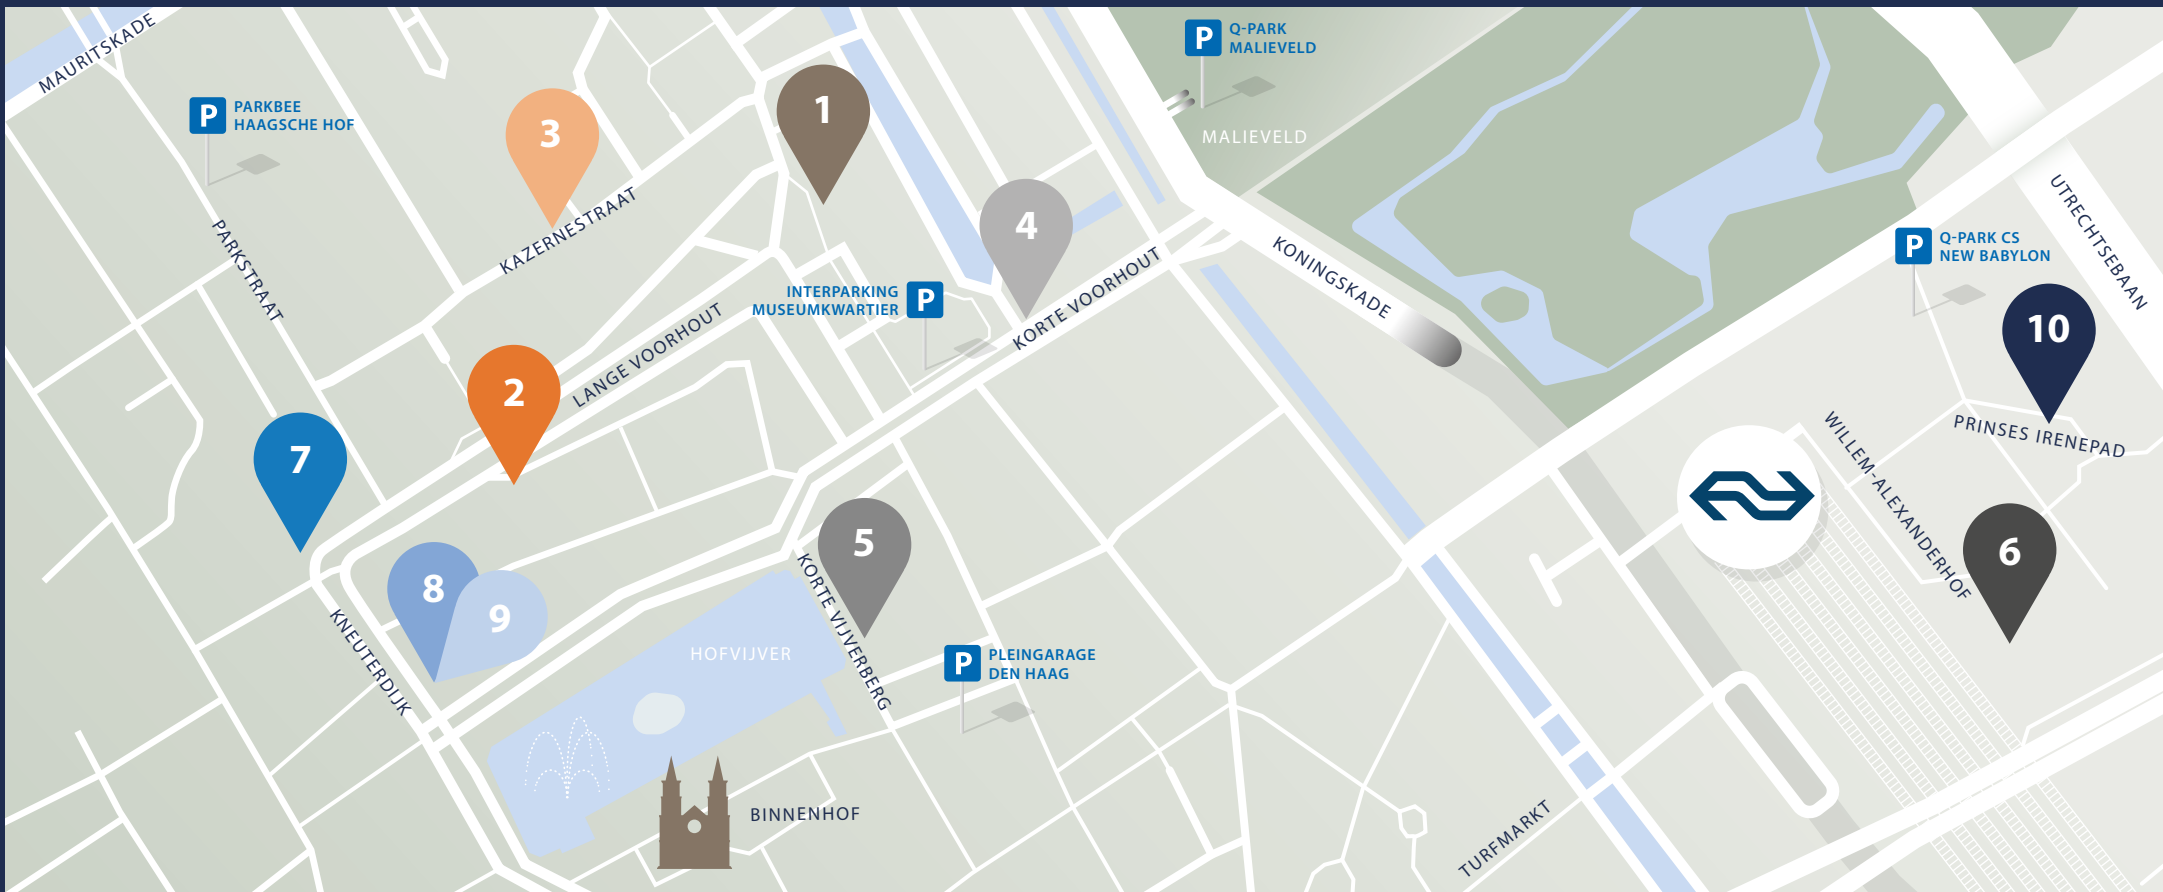 MAURITSKADE
P
PARKBEE
HAAGSCHE HOF
PARKSTRAAT
3
KAZERNESTRAAT
1
P
Q-PARK
MALIEVELD
MALIEVELD
4
INTERPARKING
MUSEUMKWARTIER
P
LANGE VOORHOUT
KORTE VOORHOUT
KONINGSKADE
UTRECHTSEBAAN
P
Q-PARK CS
NEW BABYLON
10
PRINSES IRENEPAD
WILLEM-ALEXANDERHOF
6
2
7
8
9
5
KNEUTERDIJK
KORTE VIJVERBERG
HOFVIJVER
P
PLEINGARAGE
DEN HAAG
BINNENHOF
TURFMARKT